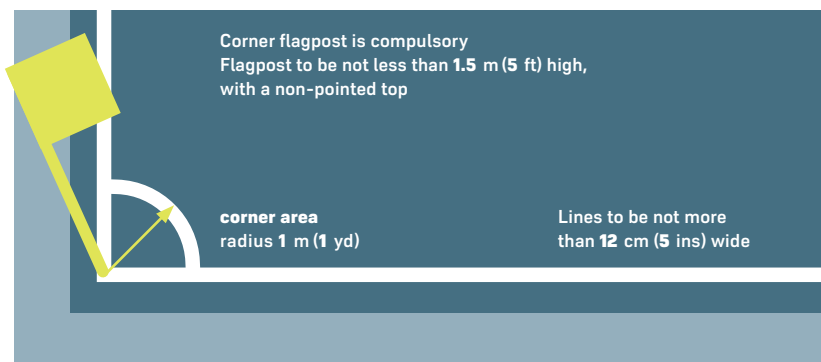 Corner flagpost is compulsory
Flagpost to be not less than 1.5 m (5 ft) high,
with a non-pointed top
corner area
radius 1 m (1 yd)
Lines to be not more
than 12 cm (5 ins) wide